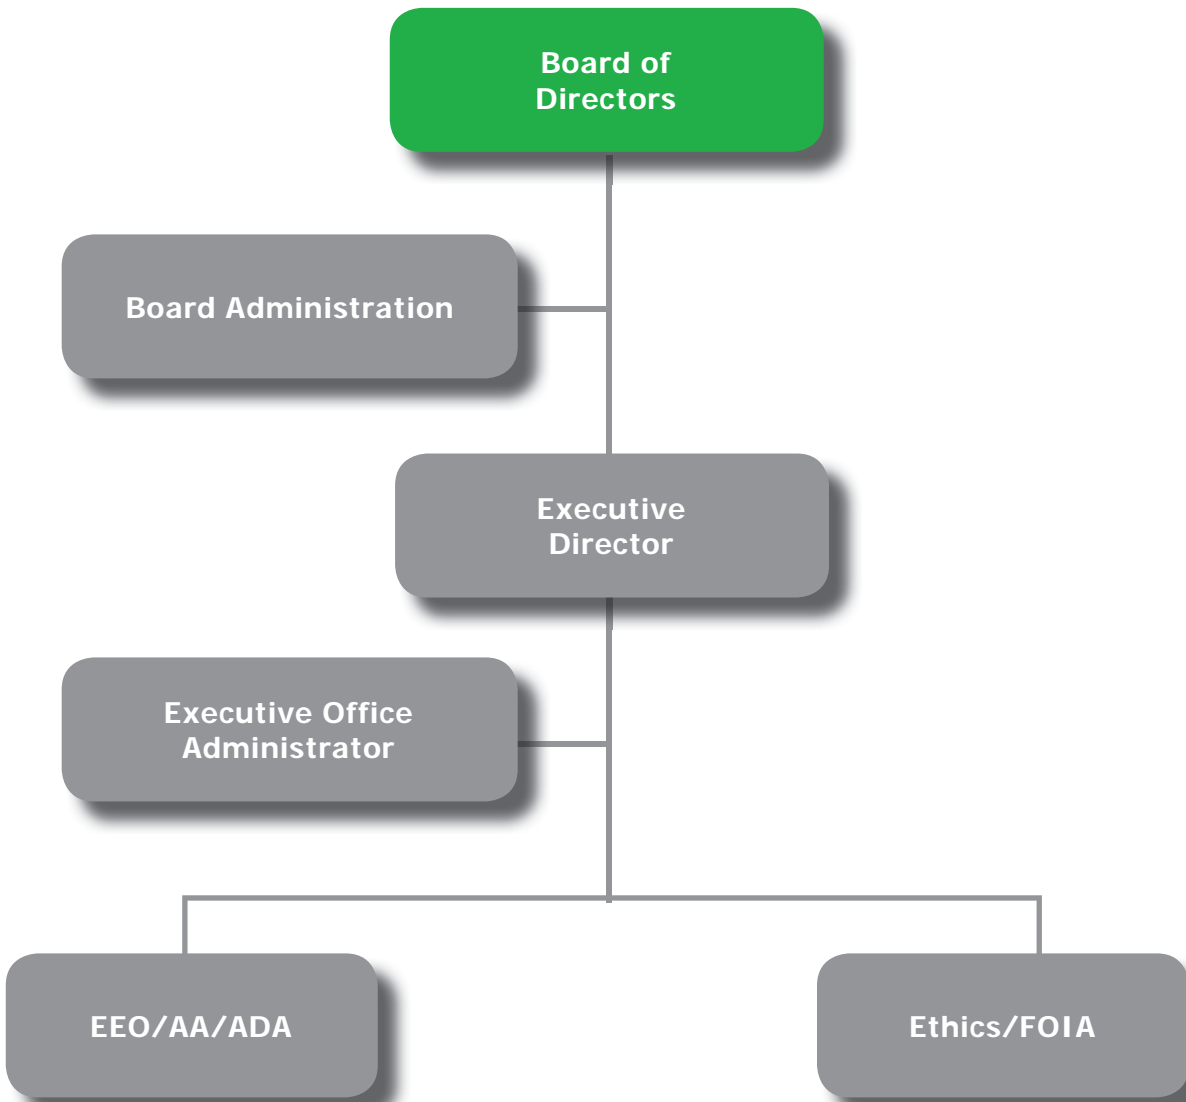 Board of
Directors
Board Administration
Executive
Director
Executive Office
Administrator
EEO/AA/ADA
Ethics/FOIA